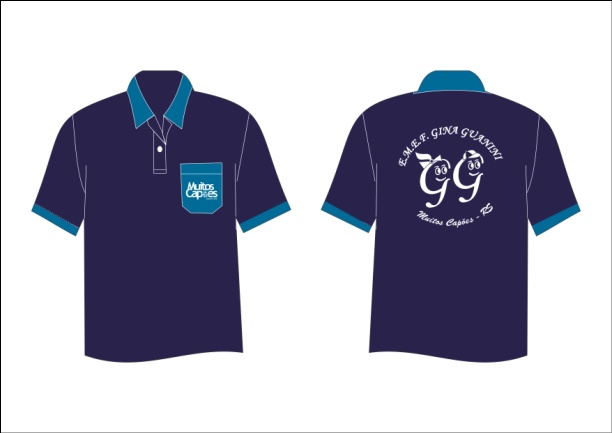 Muitos
Capões
E.M.E.F. GINA GUANINI
GG
Muitos Capões - RS